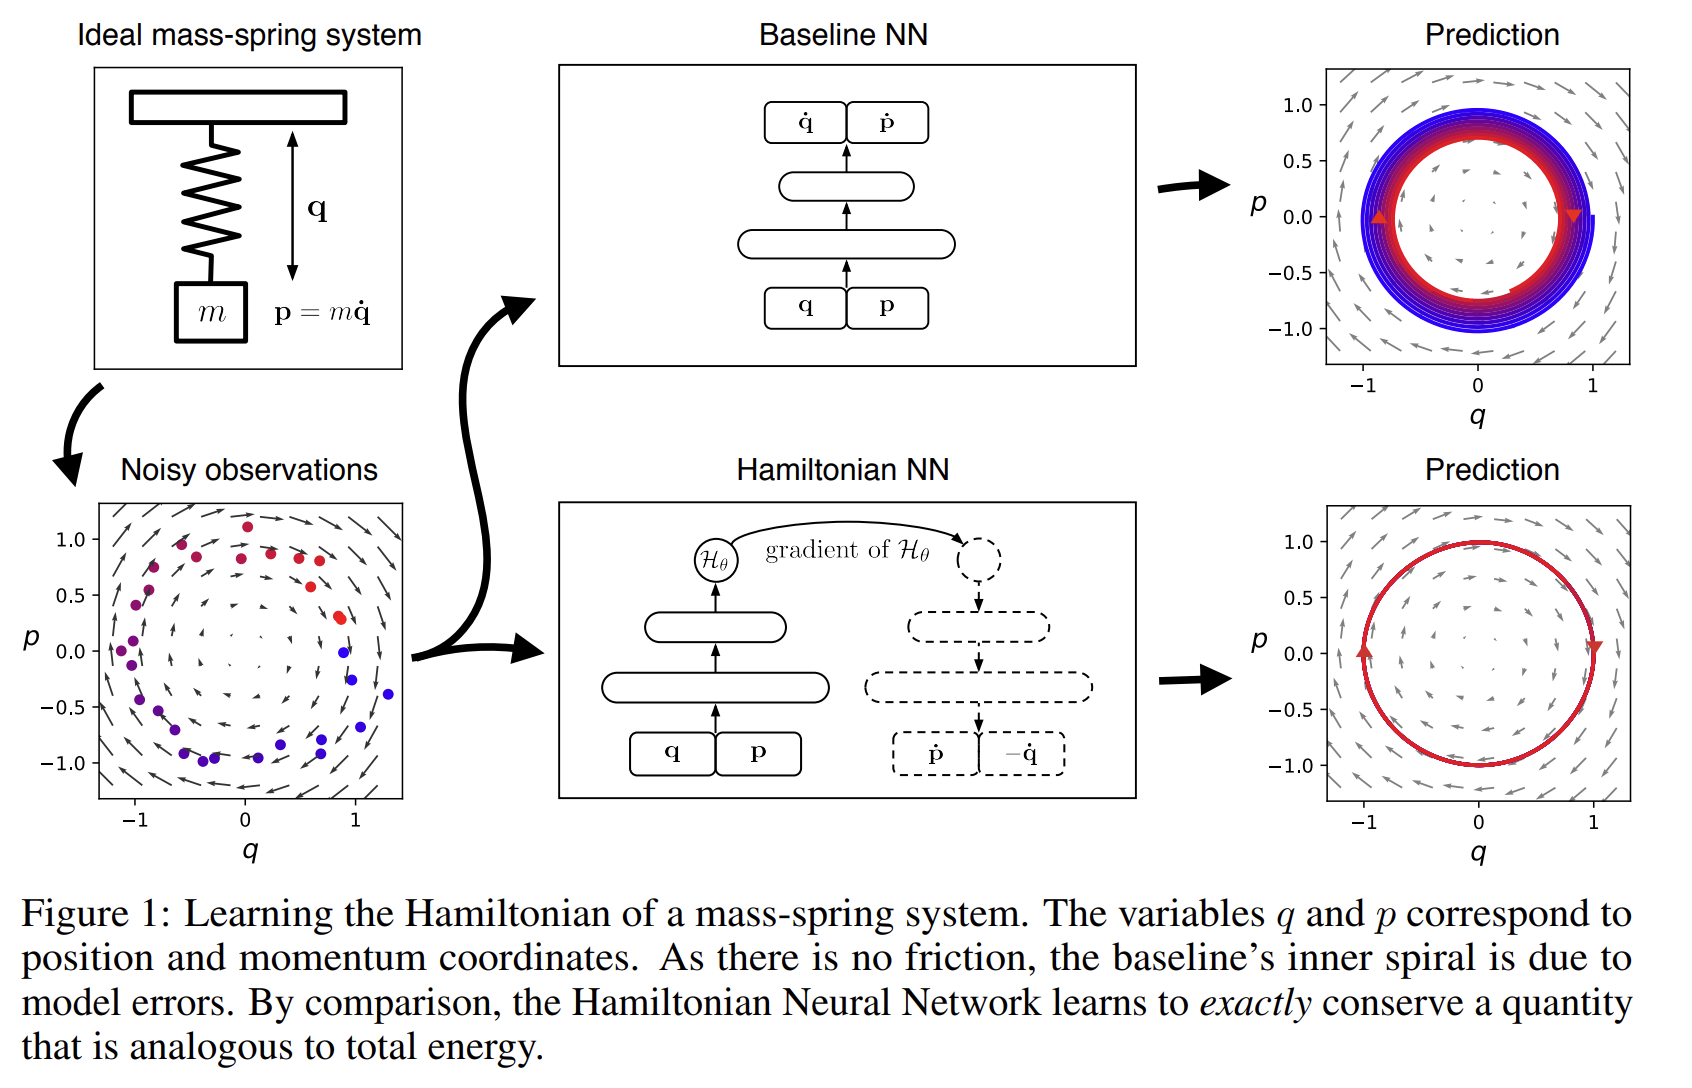 Ideal mass-spring system
q
m
p = mq̇
Baseline NN
q̇ ṗ
q p
Prediction
1.0
0.5
0.0
−0.5
−1.0
p
−1 0 1
q
Noisy observations
1.0
0.5
0.0
−0.5
−1.0
p
−1 0 1
q
Hamiltonian NN
ℋθ
gradient of ℋθ
q p
ṗ −q̇
Prediction
1.0
0.5
0.0
−0.5
−1.0
p
−1 0 1
q
Figure 1: Learning the Hamiltonian of a mass-spring system. The variables q and p correspond to
position and momentum coordinates. As there is no friction, the baseline's inner spiral is due to
model errors. By comparison, the Hamiltonian Neural Network learns to exactly conserve a quantity
that is analogous to total energy.